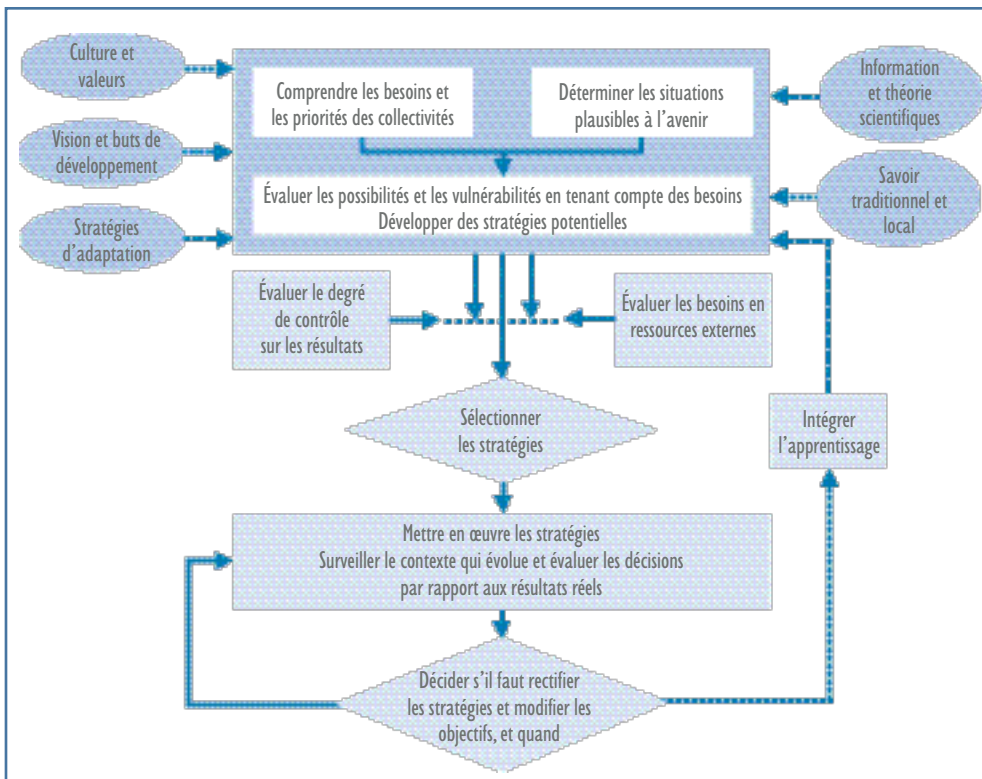 Culture et
valeurs
Comprendre les besoins et
les priorités des collectivités
Déterminer les situations
plausibles à l'avenir
Information
et théorie
scientifiques
Vision et buts de
développement
Évaluer les possibilités et les vulnérabilités en tenant compte des besoins
Développer des stratégies potentielles
Savoir
traditionnel et
local
Stratégies
d'adaptation
Évaluer le degré
de contrôle
sur les résultats
Évaluer les besoins en
ressources externes
Sélectionner
les stratégies
Intégrer
l'apprentissage
Mettre en œuvre les stratégies
Surveiller le contexte qui évolue et évaluer les décisions
par rapport aux résultats réels
Décider s'il faut rectifier
les stratégies et modifier les
objectifs, et quand